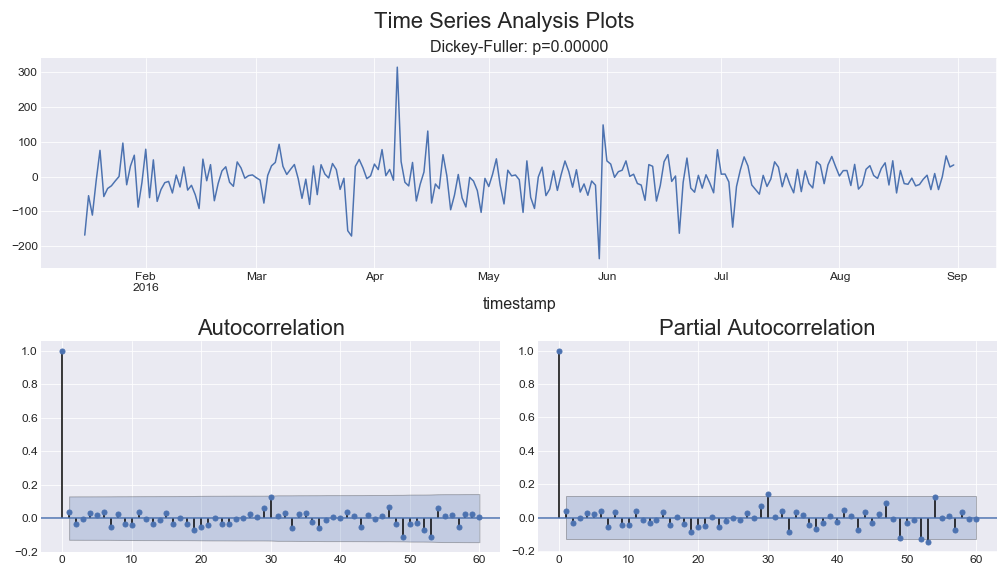 Time Series Analysis Plots
Dickey-Fuller: p=0.00000
300
200
100
0
−100
−200
Feb
2016
Mar
Apr
May
Jun
Jul
Aug
Sep
timestamp
Autocorrelation
1.0
0.8
0.6
0.4
0.2
0.0
−0.2
0
10
20
30
40
50
60
Partial Autocorrelation
1.0
0.8
0.6
0.4
0.2
0.0
−0.2
0
10
20
30
40
50
60